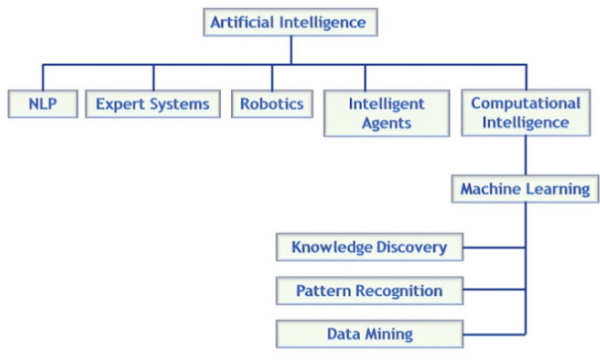 Artificial Intelligence
NLP
Expert Systems
Robotics
Intelligent
Agents
Computational
Intelligence
Machine Learning
Knowledge Discovery
Pattern Recognition
Data Mining